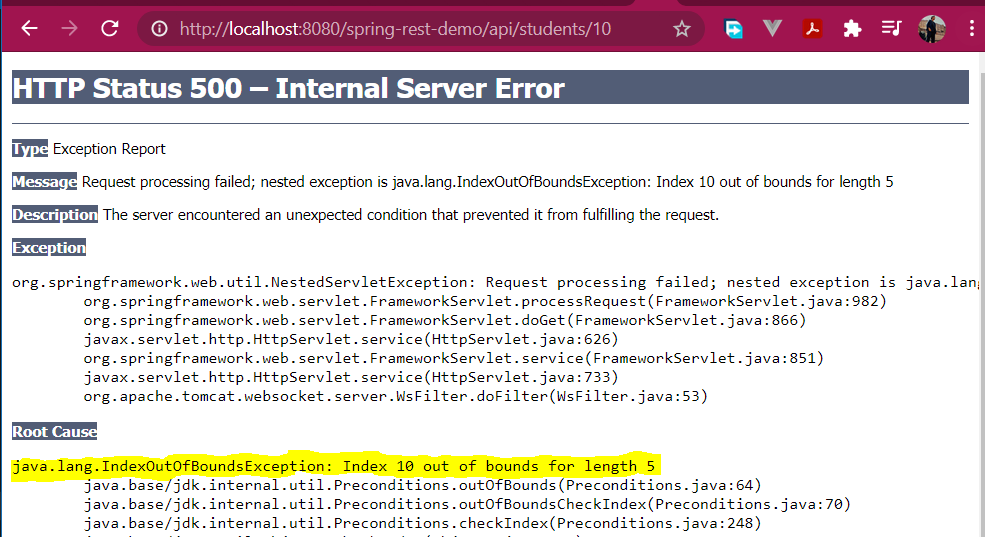 http://localhost:8080/spring-rest-demo/api/students/10
HTTP Status 500 – Internal Server Error
Type Exception Report
Message Request processing failed; nested exception is java.lang.IndexOutOfBoundsException: Index 10 out of bounds for length 5
Description The server encountered an unexpected condition that prevented it from fulfilling the request.
Exception
org.springframework.web.util.NestedServletException: Request processing failed; nested exception is java.lang
org.springframework.web.servlet.FrameworkServlet.processRequest(FrameworkServlet.java:982)
org.springframework.web.servlet.FrameworkServlet.doGet(FrameworkServlet.java:866)
javax.servlet.http.HttpServlet.service(HttpServlet.java:626)
org.springframework.web.servlet.FrameworkServlet.service(FrameworkServlet.java:851)
javax.servlet.http.HttpServlet.service(HttpServlet.java:733)
org.apache.tomcat.websocket.server.WsFilter.doFilter(WsFilter.java:53)
Root Cause
java.lang.IndexOutOfBoundsException: Index 10 out of bounds for length 5
java.base/jdk.internal.util.Preconditions.outOfBounds(Preconditions.java:64)
java.base/jdk.internal.util.Preconditions.outOfBoundsCheckIndex(Preconditions.java:70)
java.base/jdk.internal.util.Preconditions.checkIndex(Preconditions.java:248)